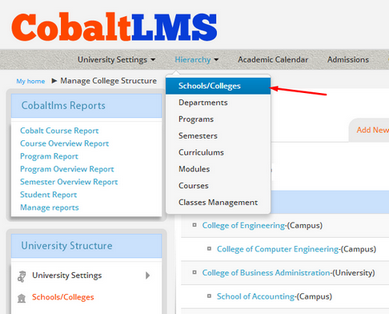 CobaltLMS
University Settings Hierarchy Academic Calendar Admissions
My home Manage College Structure
Schools/Colleges
Departments
Programs
Semesters
Curriculums
Modules
Courses
Classes Management
Cobaltlms Reports
Cobalt Course Report
Course Overview Report
Program Report
Program Overview Report
Semester Overview Report
Student Report
Manage reports
Add New
College of Engineering-(Campus)
College of Computer Engineering-(Campus)
College of Business Administration-(University)
School of Accounting-(Campus)
University Structure
University Settings
Schools/Colleges